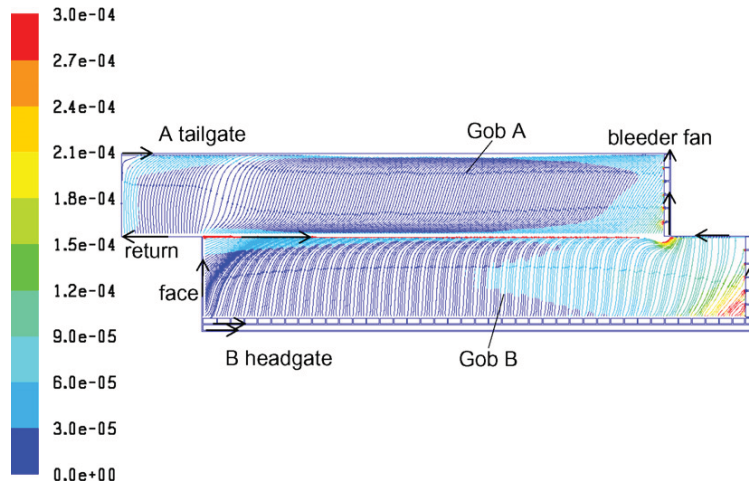 3.0e-04
2.7e-04
2.4e-04
2.1e-04
1.8e-04
1.5e-04
1.2e-04
9.0e-05
6.0e-05
3.0e-05
0.0e+00
A tailgate
Gob A
bleeder fan
return
face
B headgate
Gob B